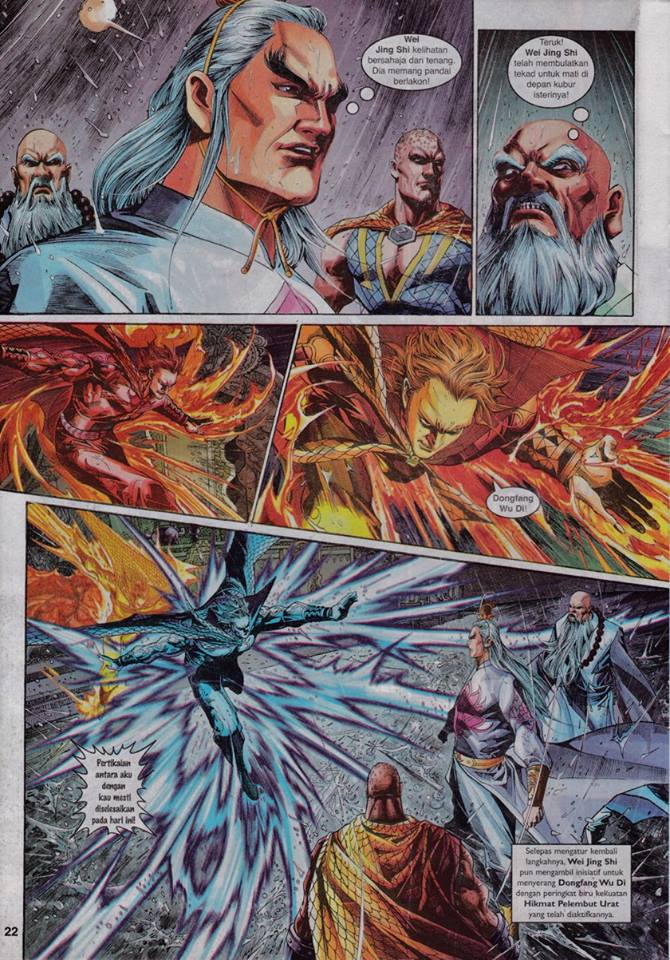 Wei
Jing Shi kelihatan
bersahaja dan tenang.
Dia memang pandai
berlakon!
Teruk!
Wei Jing Shi
telah membulatkan
tekad untuk mati di
depan kubur
isterinya!
Dongfang
Wu Di!
Pertikaian
antara aku
dengan
kau mesti
diselesaikan
pada hari ini!
Selepas mengatur kembali
langkahnya, Wei Jing Shi
pun mengambil inisiatif untuk
menyerang Dongfang Wu Di
dengan peringkat biru kekuatan
Hikmat Pelembut Urat
yang telah diaktifkannya.
22